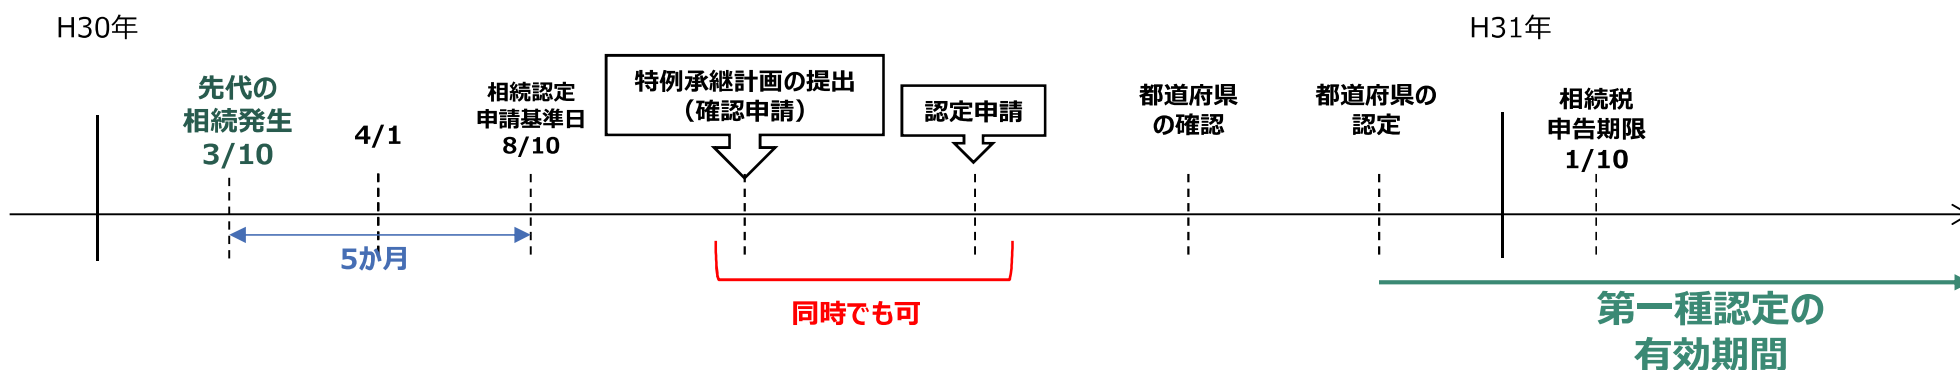 H30年
H31年
先代の
相続発生
3/10
4/1
相続認定
申請基準日
8/10
特例承継計画の提出
（確認申請）
認定申請
都道府県
の確認
都道府県の
認定
相続税
申告期限
1/10
5か月
同時でも可
第一種認定の
有効期間